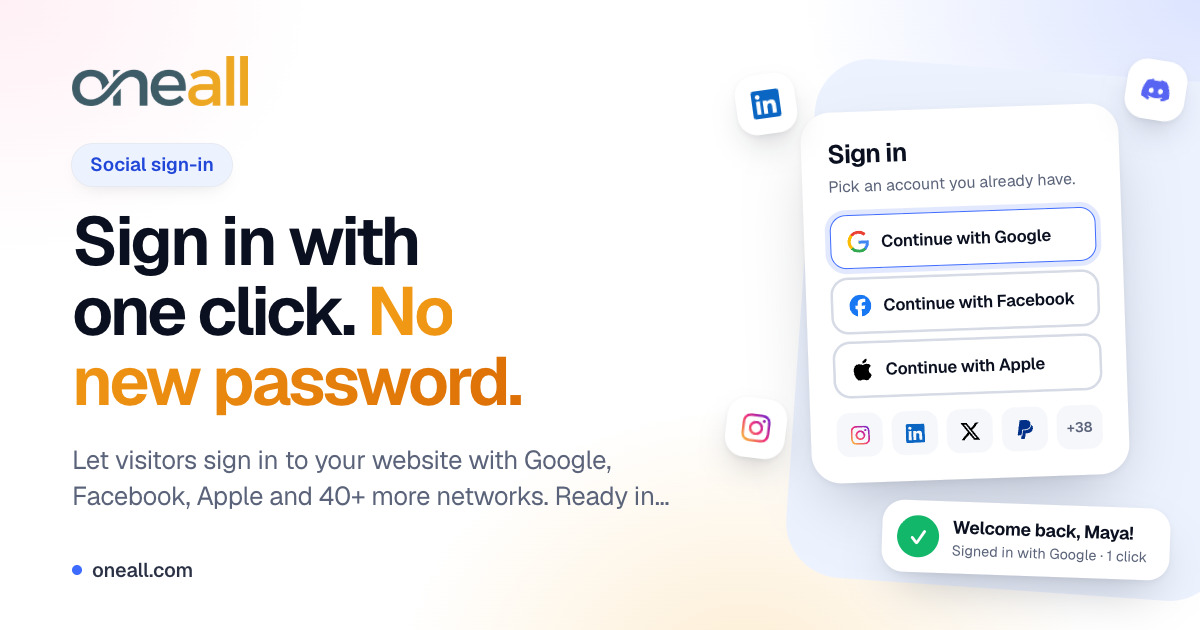 oneall
Social sign-in
Sign in with
one click. No
new password.
Let visitors sign in to your website with Google,
Facebook, Apple and 40+ more networks. Ready in...
oneall.com
Sign in
Pick an account you already have.
Continue with Google
Continue with Facebook
Continue with Apple
+38
Welcome back, Maya!
Signed in with Google · 1 click